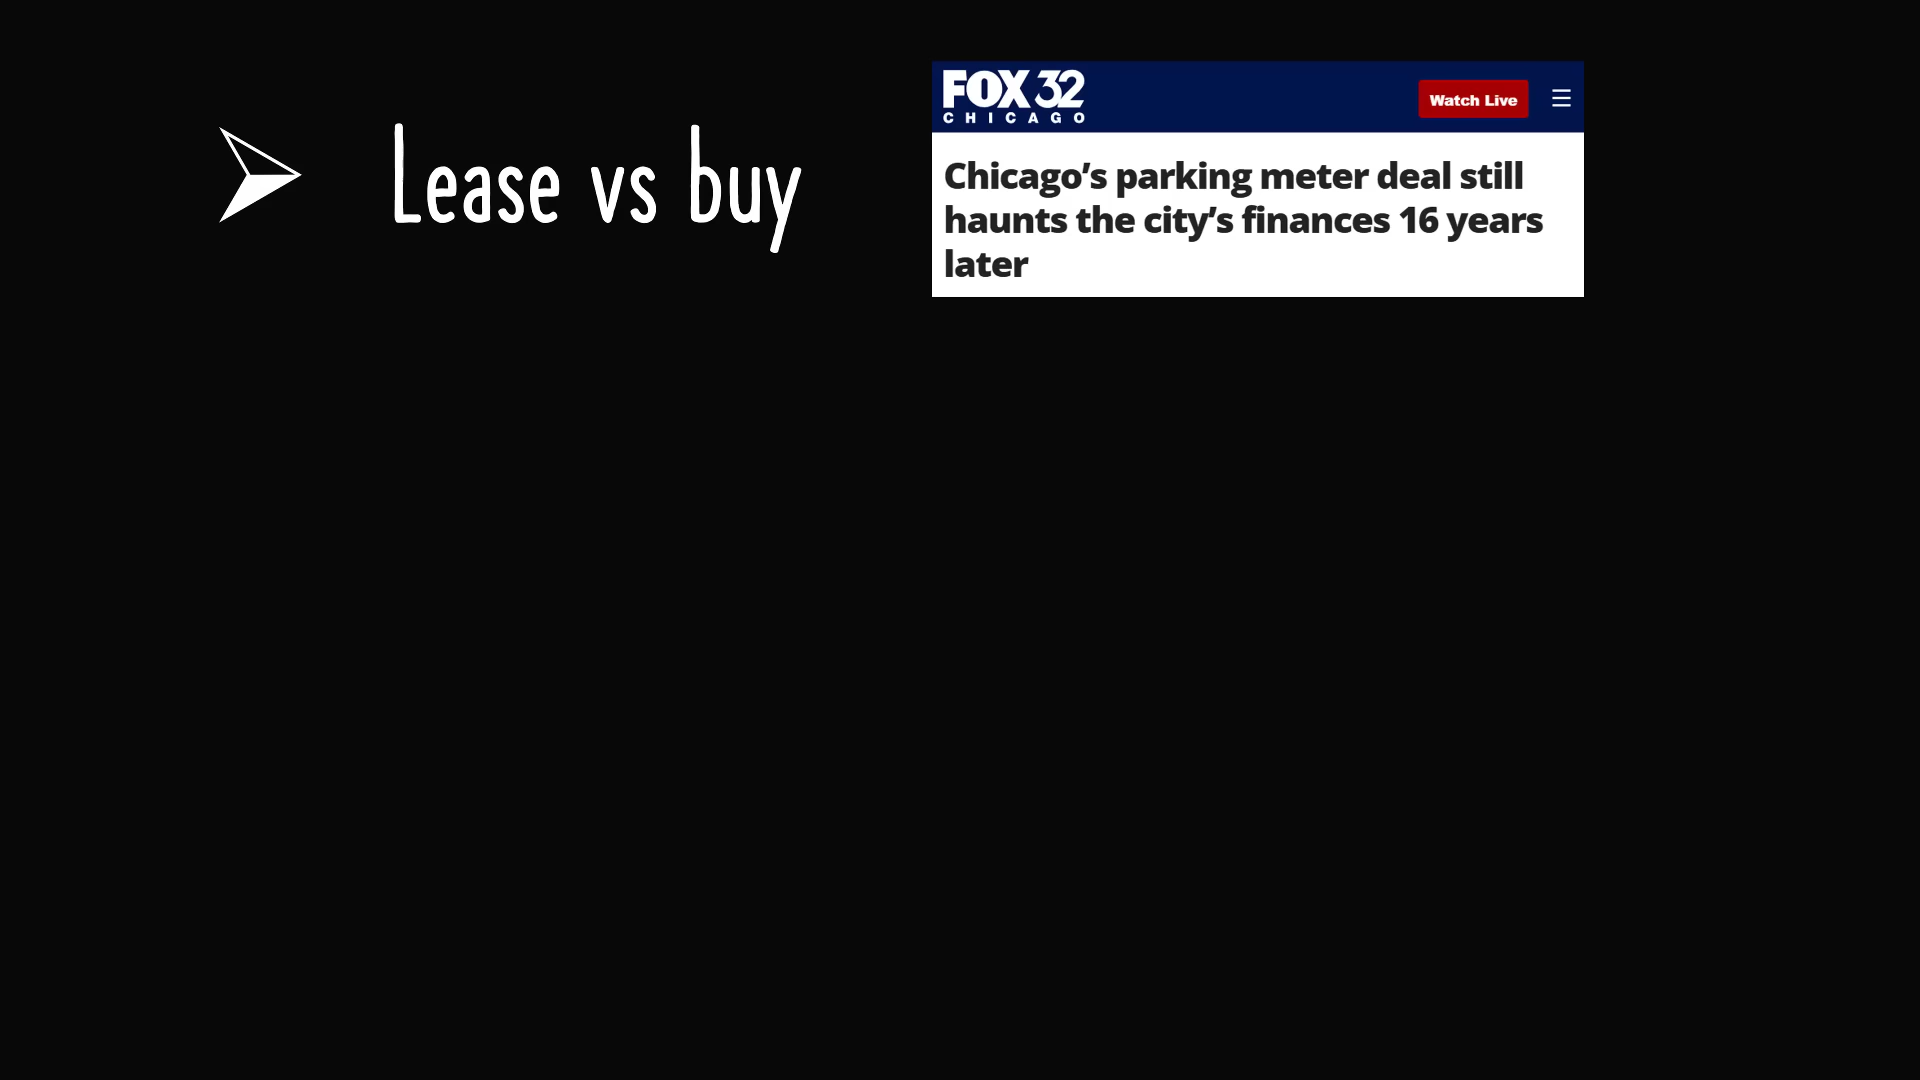 Lease vs buy
FOX 32
CHICAGO
Watch Live
Chicago’s parking meter deal still
haunts the city’s finances 16 years
later